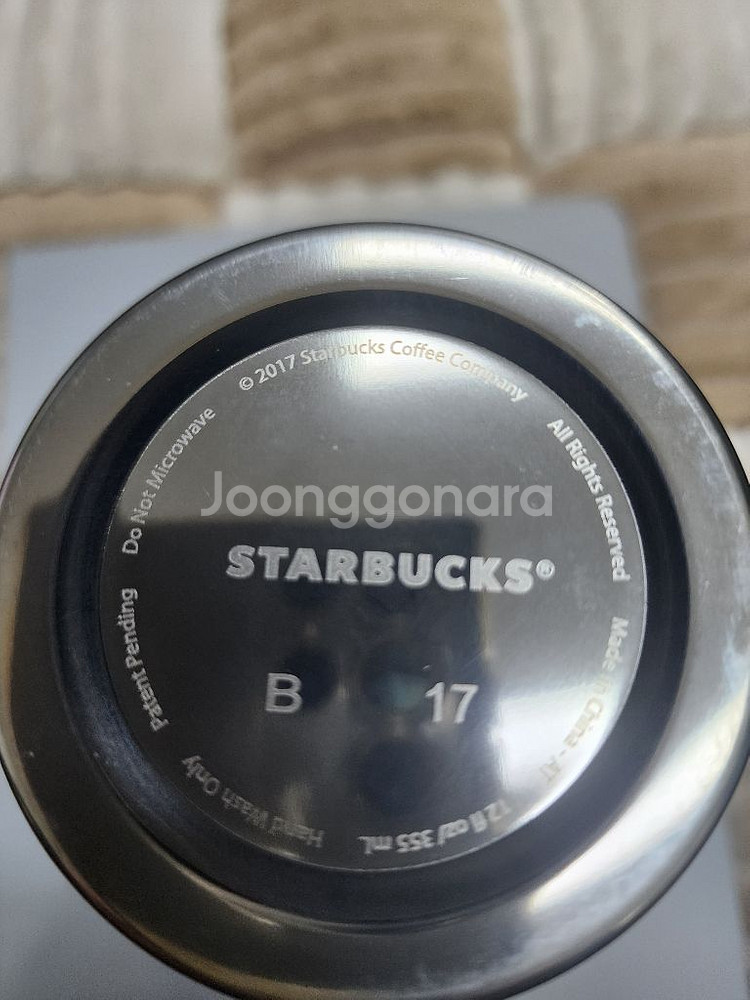 © 2017 Starbucks Coffee Company
All Rights Reserved
Made in China - AT
12 fl oz/ 355 mL
Hand Wash Only
Patent Pending
Do Not Microwave
Joonggonara
STARBUCKS®
B 17